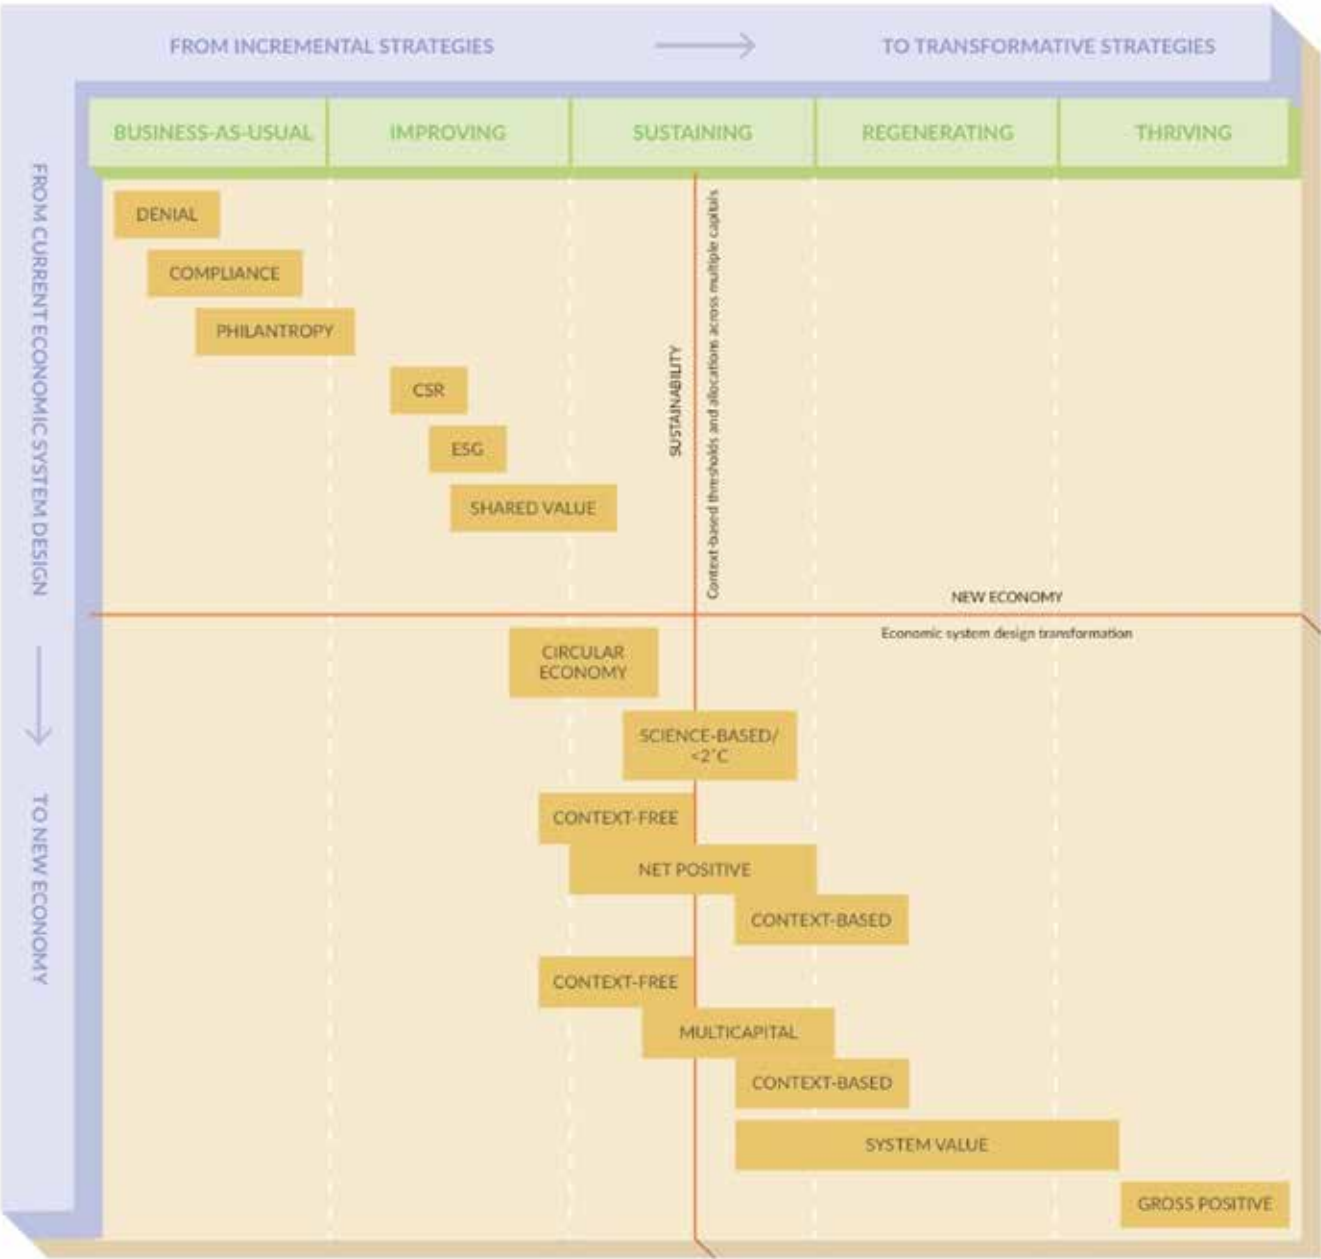 FROM INCREMENTAL STRATEGIES
TO TRANSFORMATIVE STRATEGIES
BUSINESS-AS-USUAL
IMPROVING
SUSTAINING
REGENERATING
THRIVING
FROM CURRENT ECONOMIC SYSTEM DESIGN
TO NEW ECONOMY
DENIAL
COMPLIANCE
PHILANTROPY
CSR
ESG
SHARED VALUE
SUSTAINABILITY
Context-based thresholds and allocations across multiple capitals
NEW ECONOMY
Economic system design transformation
CIRCULAR
ECONOMY
SCIENCE-BASED/
<2˚C
CONTEXT-FREE
NET POSITIVE
CONTEXT-BASED
CONTEXT-FREE
MULTICAPITAL
CONTEXT-BASED
SYSTEM VALUE
GROSS POSITIVE